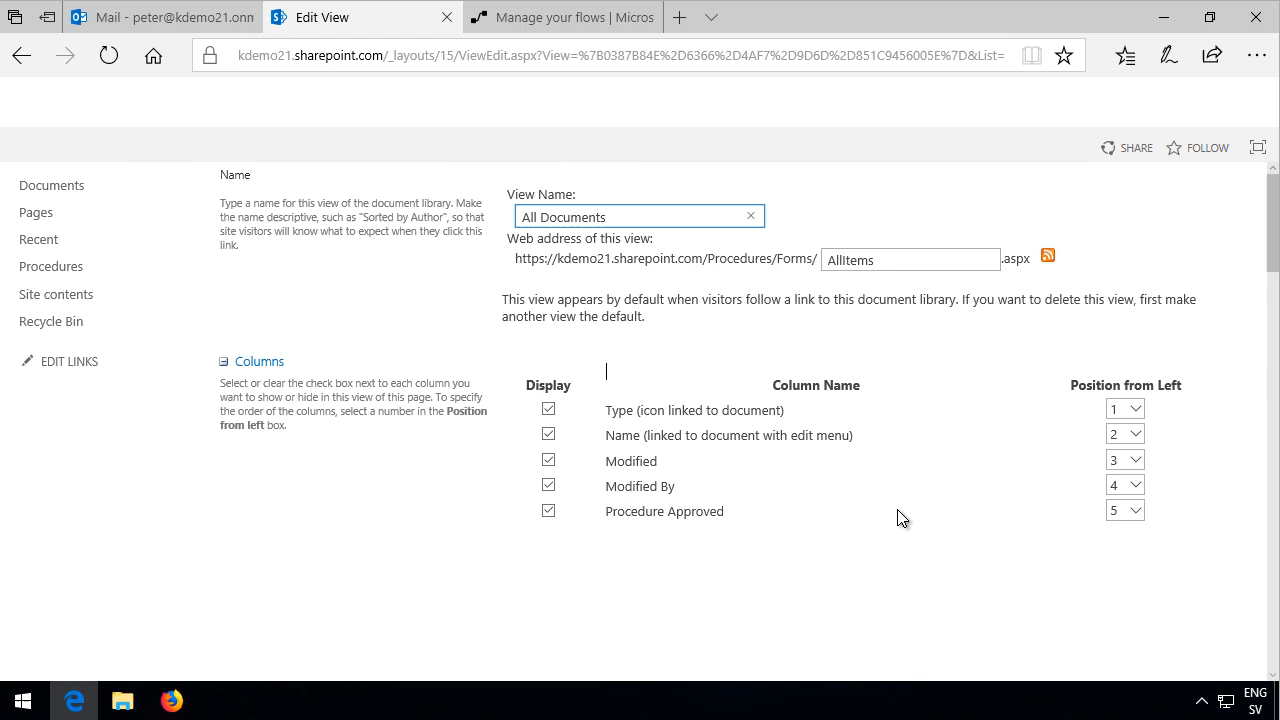 Mail - peter@kdemo21.onm
Edit View
Manage your flows | Micros
kdemo21.sharepoint.com/_layouts/15/ViewEdit.aspx?View=%7B0387B84E%2D6366%2D4AF7%2D9D6D%2D851C9456005E%7D&List=
SHARE
FOLLOW
Documents
Pages
Recent
Procedures
Site contents
Recycle Bin
EDIT LINKS
Name
Type a name for this view of the document library. Make
the name descriptive, such as "Sorted by Author", so that
site visitors will know what to expect when they click this
link.
View Name:
All Documents
Web address of this view:
https://kdemo21.sharepoint.com/Procedures/Forms/ AllItems .aspx
This view appears by default when visitors follow a link to this document library. If you want to delete this view, first make
another view the default.
Columns
Select or clear the check box next to each column you
want to show or hide in this view of this page. To specify
the order of the columns, select a number in the Position
from left box.
Display Column Name Position from Left
Type (icon linked to document) 1
Name (linked to document with edit menu) 2
Modified 3
Modified By 4
Procedure Approved 5
ENG
SV